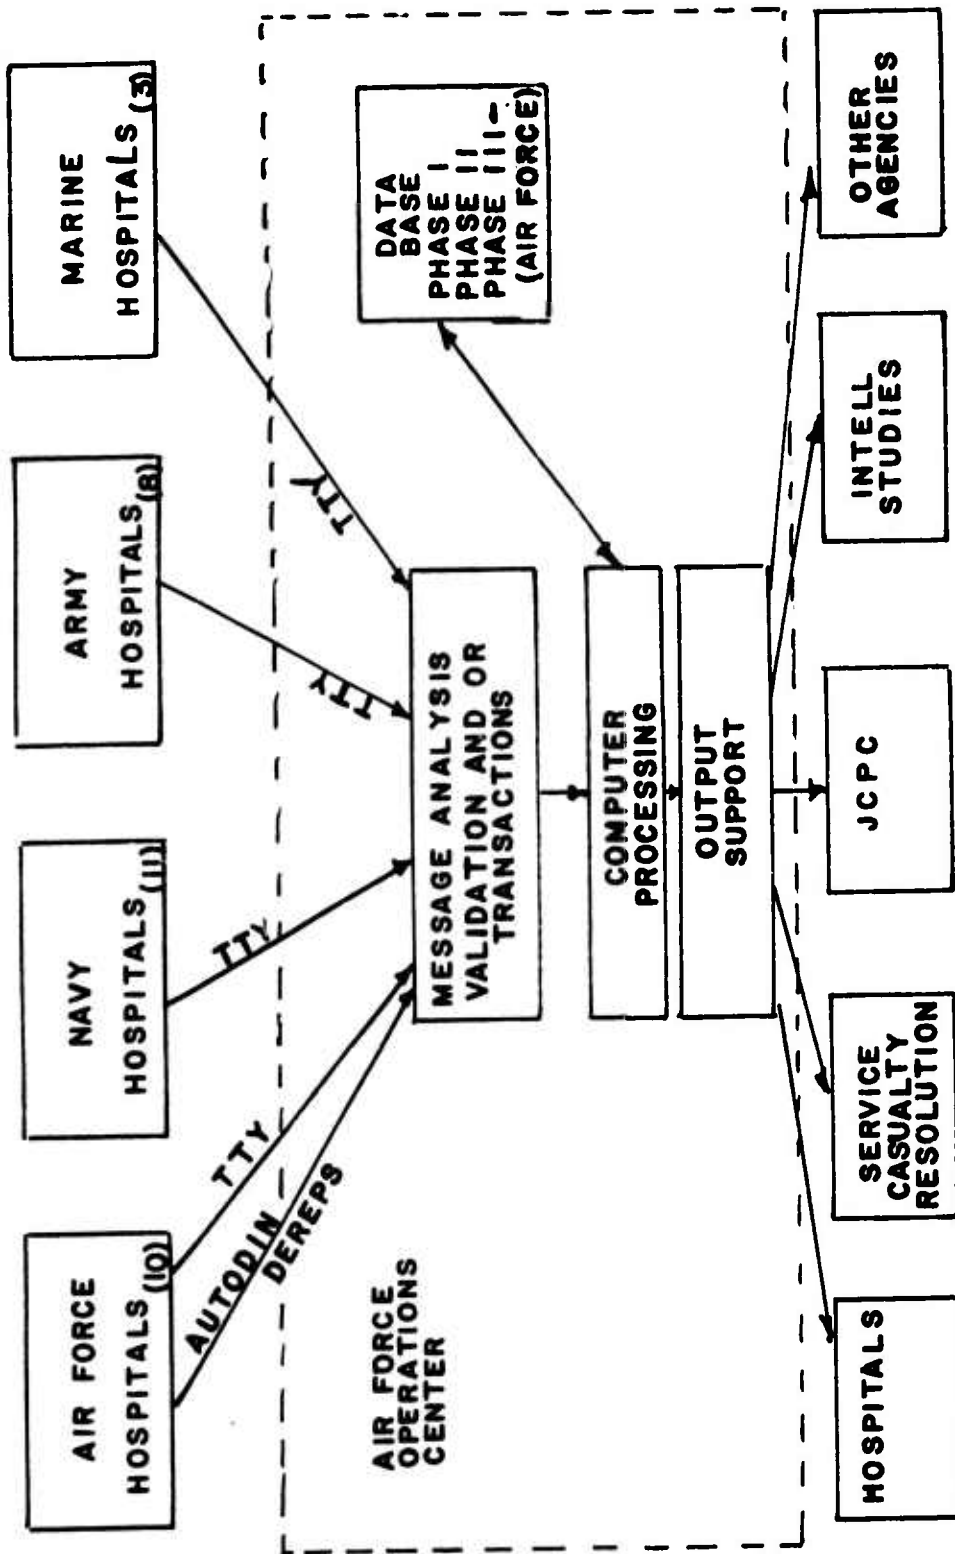 AIR FORCE
HOSPITALS (10)
NAVY
HOSPITALS (11)
ARMY
HOSPITALS (8)
MARINE
HOSPITALS (3)
AUTODIN
DEREPS
TTY
TTY
TTY
TTY
AIR FORCE
OPERATIONS
CENTER
MESSAGE ANALYSIS
VALIDATION AND OR
TRANSACTIONS
DATA
BASE
PHASE I
PHASE II
PHASE III-
(AIR FORCE)
COMPUTER
PROCESSING
OUTPUT
SUPPORT
HOSPITALS
SERVICE
CASUALTY
RESOLUTION
JCPC
INTELL
STUDIES
OTHER
AGENCIES